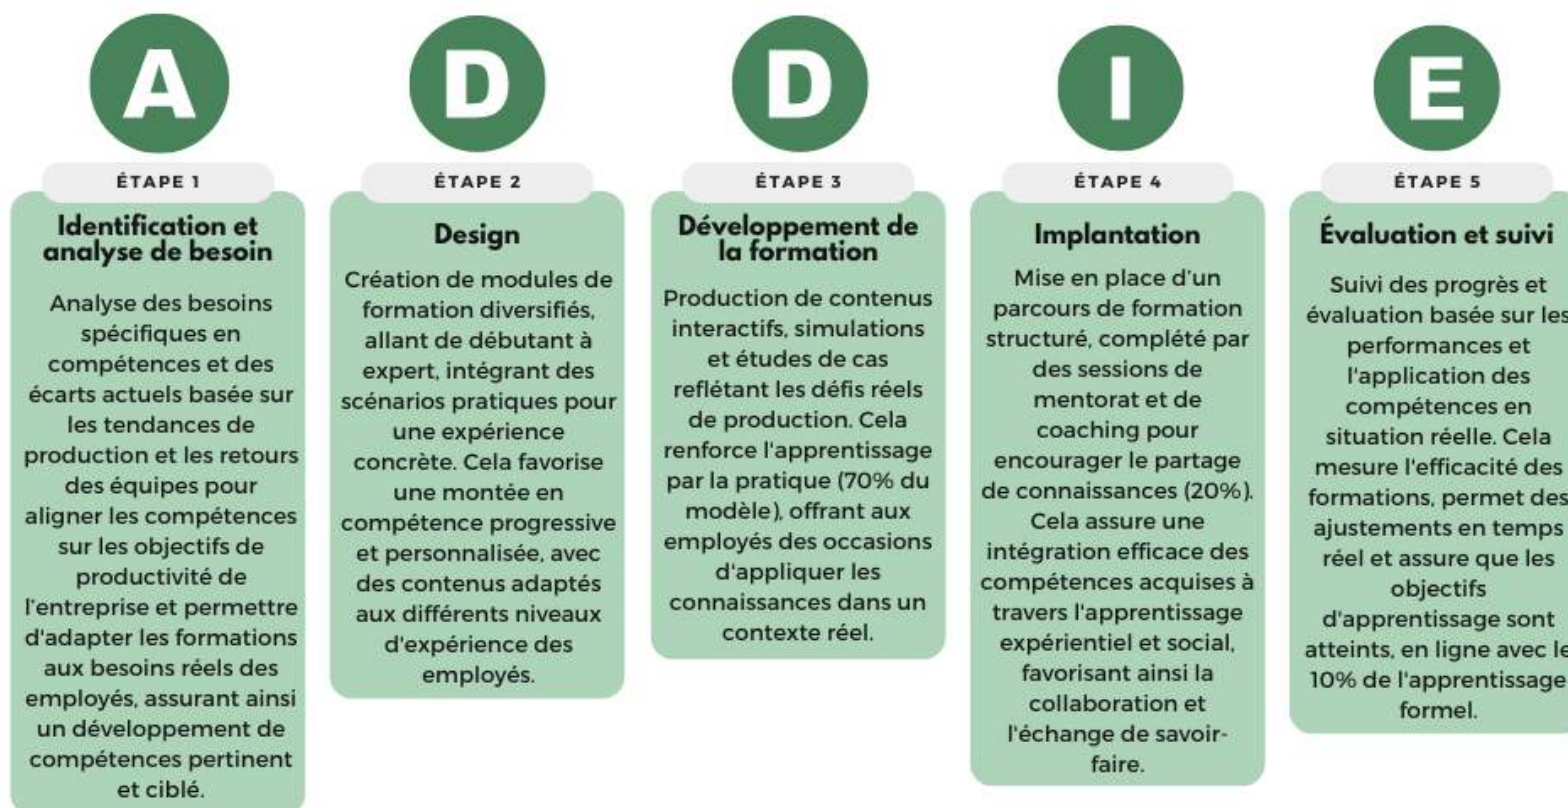 A
ÉTAPE 1
Identification et
analyse de besoin
Analyse des besoins
spécifiques en
compétences et des
écarts actuels basée sur
les tendances de
production et les retours
des équipes pour
aligner les compétences
sur les objectifs de
productivité de
l'entreprise et permettre
d'adapter les formations
aux besoins réels des
employés, assurant ainsi
un développement de
compétences pertinent
et ciblé.
D
ÉTAPE 2
Design
Création de modules de
formation diversifiés,
allant de débutant à
expert, intégrant des
scénarios pratiques pour
une expérience
concrète. Cela favorise
une montée en
compétence progressive
et personnalisée, avec
des contenus adaptés
aux différents niveaux
d'expérience des
employés.
D
ÉTAPE 3
Développement de
la formation
Production de contenus
interactifs, simulations
et études de cas
reflétant les défis réels
de production. Cela
renforce l'apprentissage
par la pratique (70% du
modèle), offrant aux
employés des occasions
d'appliquer les
connaissances dans un
contexte réel.
I
ÉTAPE 4
Implantation
Mise en place d'un
parcours de formation
structuré, complété par
des sessions de
mentorat et de
coaching pour
encourager le partage
de connaissances (20%).
Cela assure une
intégration efficace des
compétences acquises à
travers l'apprentissage
expérientiel et social,
favorisant ainsi la
collaboration et
l'échange de savoir-
faire.
E
ÉTAPE 5
Évaluation et suivi
Suivi des progrès et
évaluation basée sur les
performances et
l'application des
compétences en
situation réelle. Cela
mesure l'efficacité des
formations, permet des
ajustements en temps
réel et assure que les
objectifs
d'apprentissage sont
atteints, en ligne avec le
10% de l'apprentissage
formel.